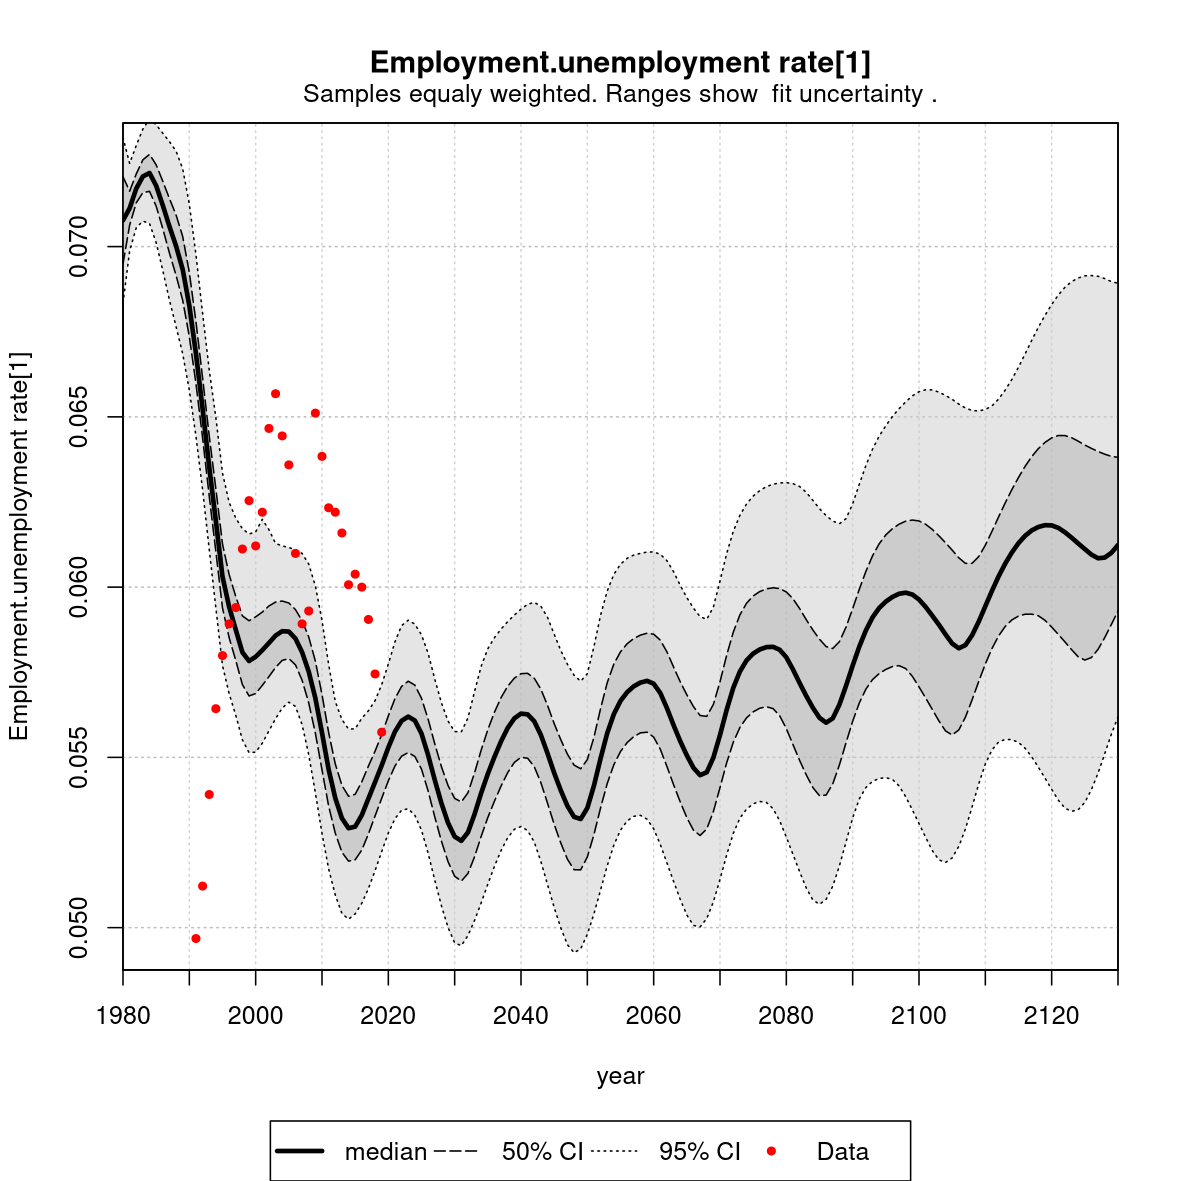 Employment.unemployment rate[1]
Samples equaly weighted. Ranges show  fit uncertainty .
Employment.unemployment rate[1]
0.070
0.065
0.060
0.055
0.050
1980 2000 2020 2040 2060 2080 2100 2120
year
median 50% CI 95% CI Data